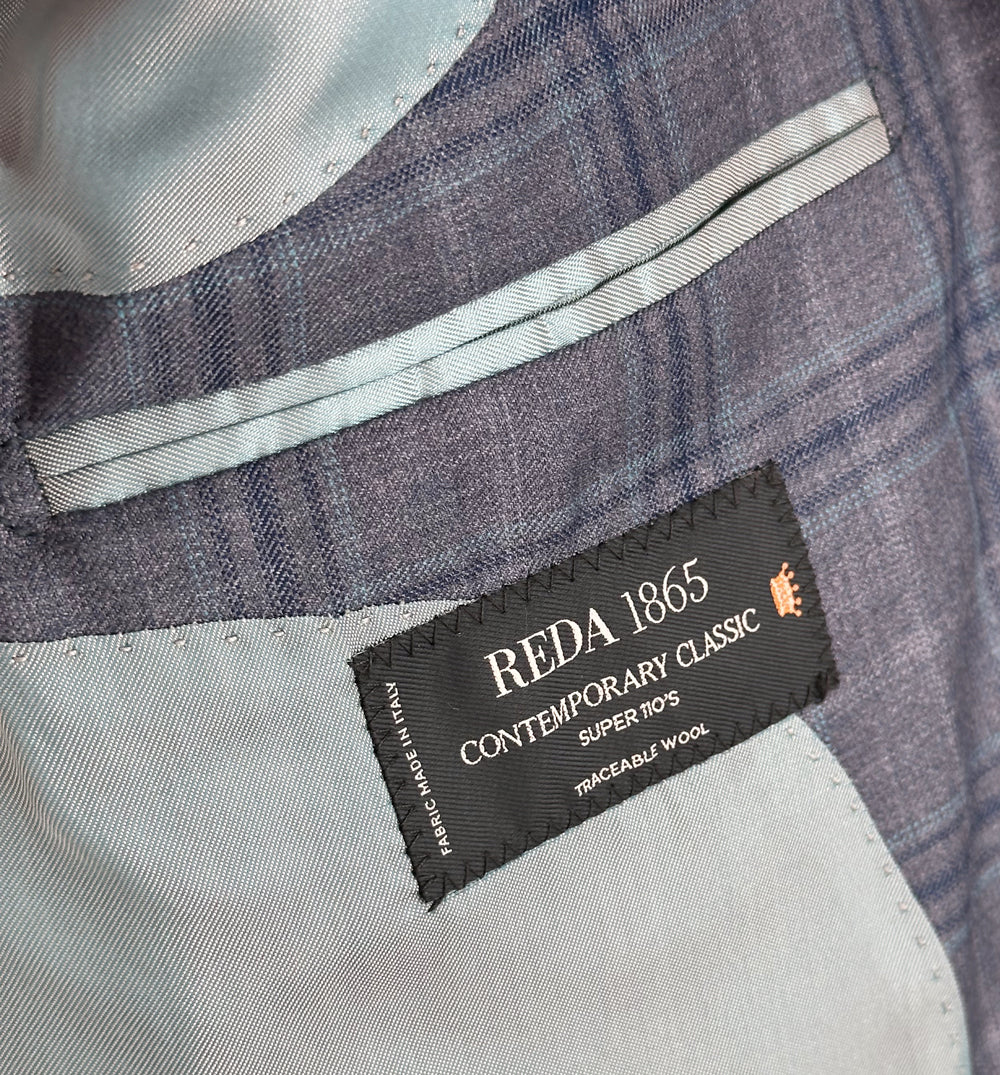 REDA 1865
CONTEMPORARY CLASSIC
SUPER 110'S
TRACEABLE WOOL
FABRIC MADE IN ITALY